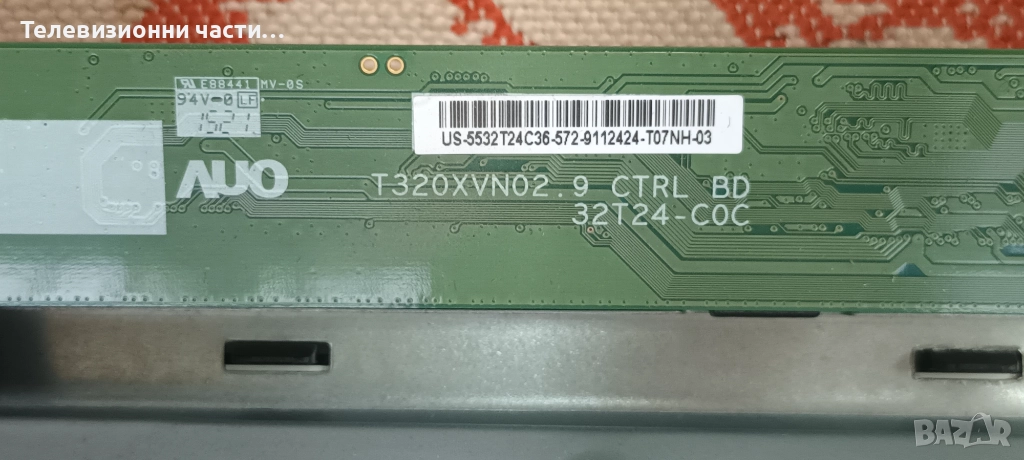 Телевизионни части...
E88441 MV-0S
94V-0 LF
1521
US-5532T24C36-572-9112424-T07NH-03
AUO
T320XVN02.9 CTRL BD
32T24-C0C
BAZAR